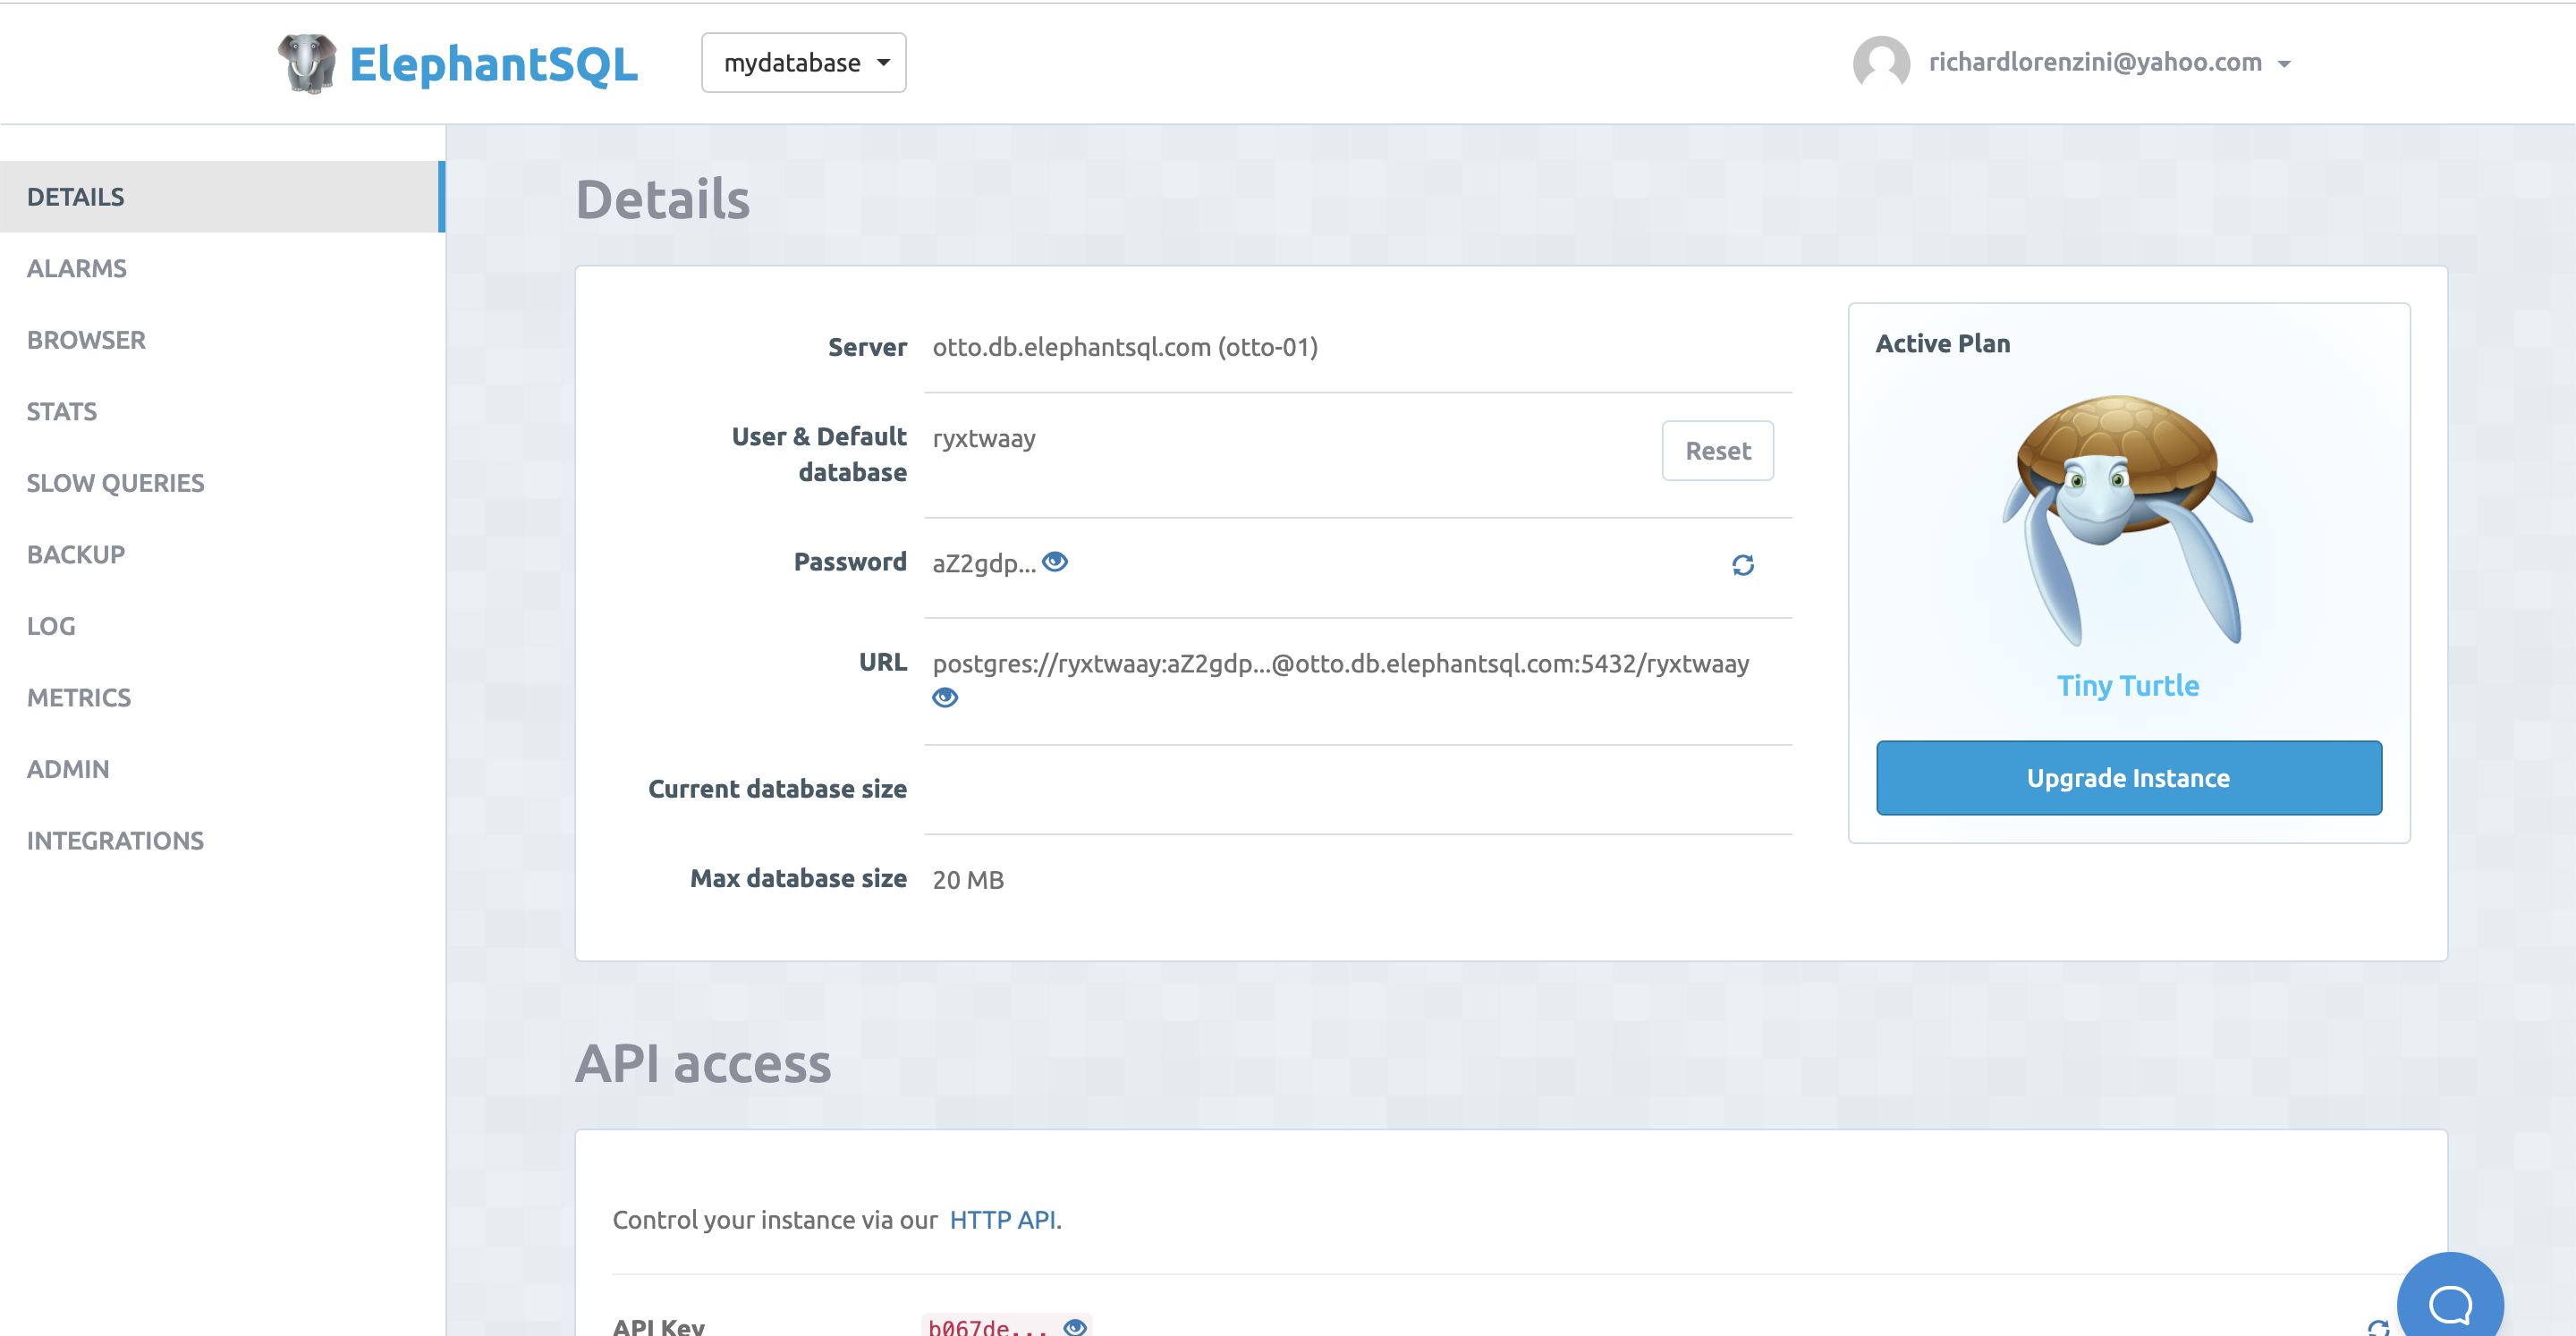 ElephantSQL
mydatabase
richardlorenzini@yahoo.com
DETAILS
ALARMS
BROWSER
STATS
SLOW QUERIES
BACKUP
LOG
METRICS
ADMIN
INTEGRATIONS
Details
Server otto.db.elephantsql.com (otto-01)
User & Default
database
ryxtwaay
Reset
Password aZ2gdp...
URL postgres://ryxtwaay:aZ2gdp...@otto.db.elephantsql.com:5432/ryxtwaay
Current database size
Max database size 20 MB
Active Plan
Tiny Turtle
Upgrade Instance
API access
Control your instance via our HTTP API.
API Key b067de...